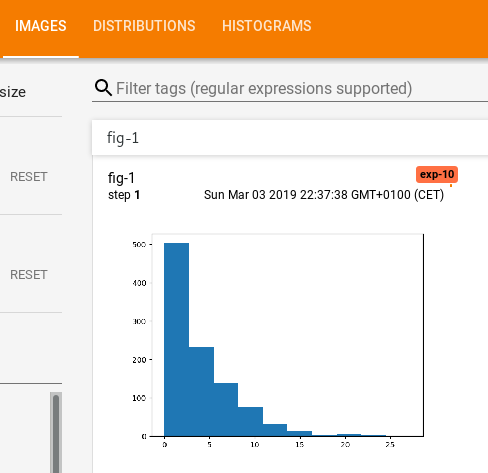 IMAGES DISTRIBUTIONS HISTOGRAMS
size
Filter tags (regular expressions supported)
fig-1
RESET
fig-1
exp-10
step 1 Sun Mar 03 2019 22:37:38 GMT+0100 (CET)
RESET
500
400
300
200
100
0
0 5 10 15 20 25